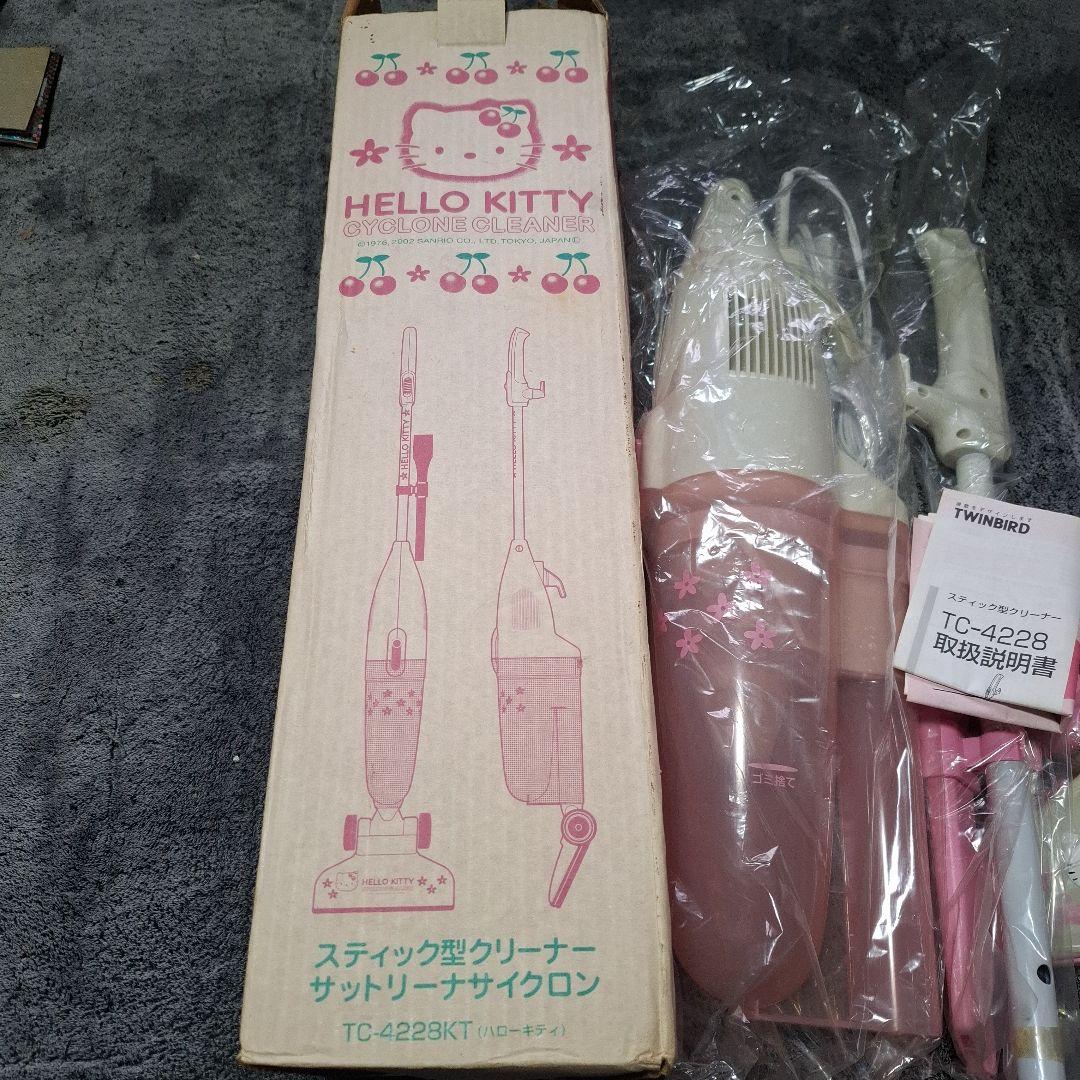 HELLO KITTY
CYCLONE CLEANER
©1976, 2002 SANRIO CO., LTD. TOKYO, JAPAN Ⓛ
HELLO KITTY
HELLO KITTY
スティック型クリーナー
サットリーナサイクロン
TC-4228KT (ハローキティ)
ゴミ捨て
TWINBIRD
スティック型クリーナー
TC-4228
取扱説明書